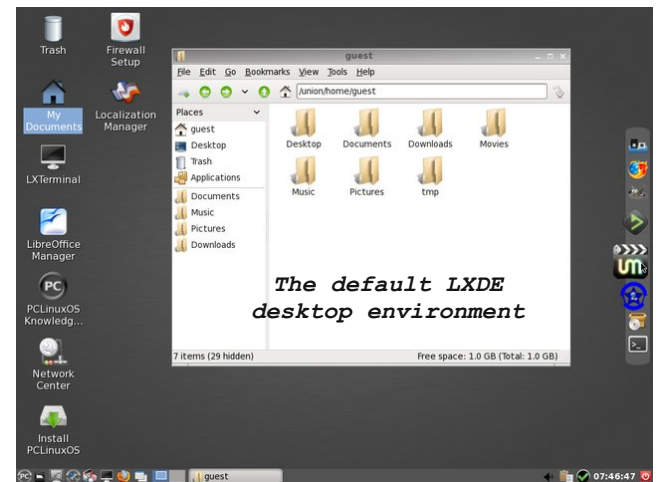 Trash
Firewall
Setup
My
Documents
Localization
Manager
LXTerminal
LibreOffice
Manager
PC
PCLinuxOS
Knowledg...
Network
Center
Install
PCLinuxOS
guest
File Edit Go Bookmarks View Tools Help
/union/home/guest
Places
guest
Desktop
Trash
Applications
Documents
Music
Pictures
Downloads
Desktop Documents Downloads Movies
Music Pictures tmp
The default LXDE
desktop environment
7 items (29 hidden) Free space: 1.0 GB (Total: 1.0 GB)
um
PC
guest
07:46:47